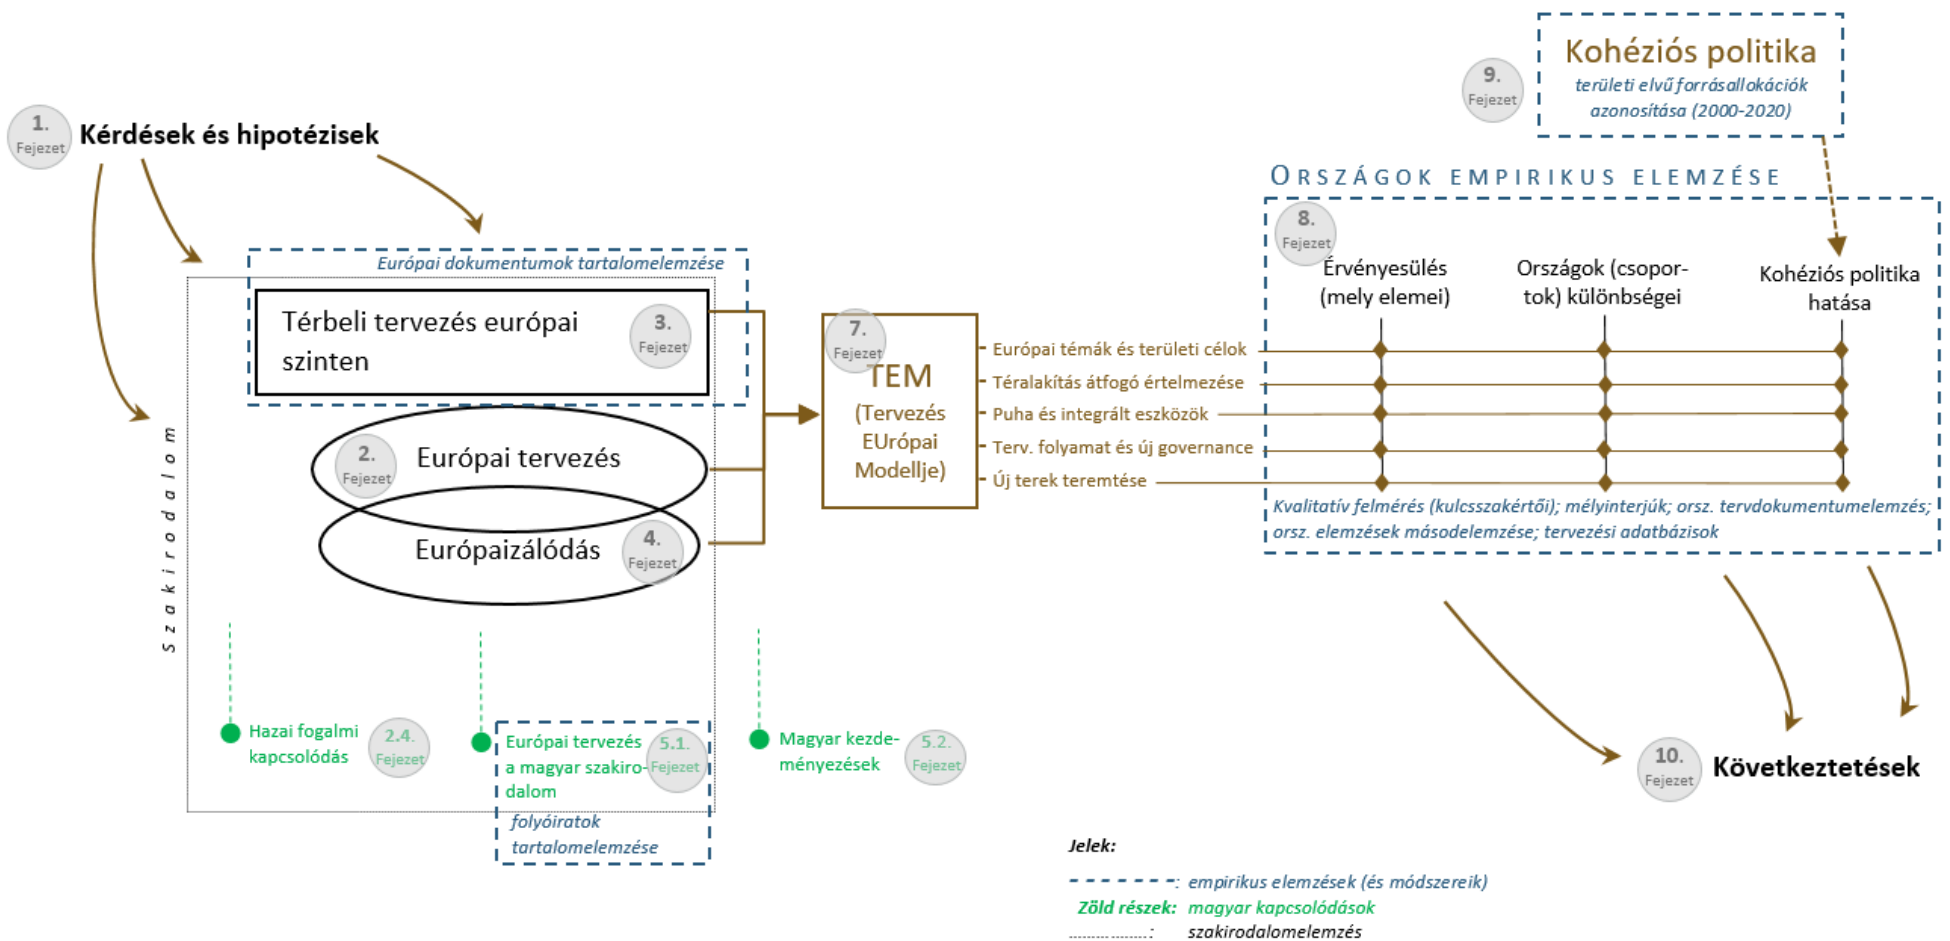 1.
Fejezet
Kérdések és hipotézisek
Szakirodalom
Európai dokumentumok tartalomelemzése
Térbeli tervezés európai
szinten
3.
Fejezet
2.
Fejezet
Európai tervezés
Európaizálódás
4.
Fejezet
Hazai fogalmi
kapcsolódás
2.4.
Fejezet
Európai tervezés
a magyar szakiro-
dalom
5.1.
Fejezet
folyóiratok
tartalomelemzése
Magyar kezde-
ményezések
5.2.
Fejezet
7.
Fejezet
TEM
(Tervezés
EUrópai
Modellje)
Európai témák és területi célok
Téralakítás átfogó értelmezése
Puha és integrált eszközök
Terv. folyamat és új governance
Új terek teremtése
9.
Fejezet
Kohéziós politika
területi elvű forrásallokációk
azonosítása (2000-2020)
ORSZÁGOK EMPIRIKUS ELEMZÉSE
8.
Fejezet
Érvényesülés
(mely elemei)
Országok (csopor-
tok) különbségei
Kohéziós politika
hatása
Kvalitatív felmérés (kulcsszakértői); mélyinterjúk; orsz. tervdokumentumelemzés;
orsz. elemzések másodelemzése; tervezési adatbázisok
10.
Fejezet
Következtetések
Jelek:
: empirikus elemzések (és módszereik)
Zöld részek: magyar kapcsolódások
: szakirodalomelemzés